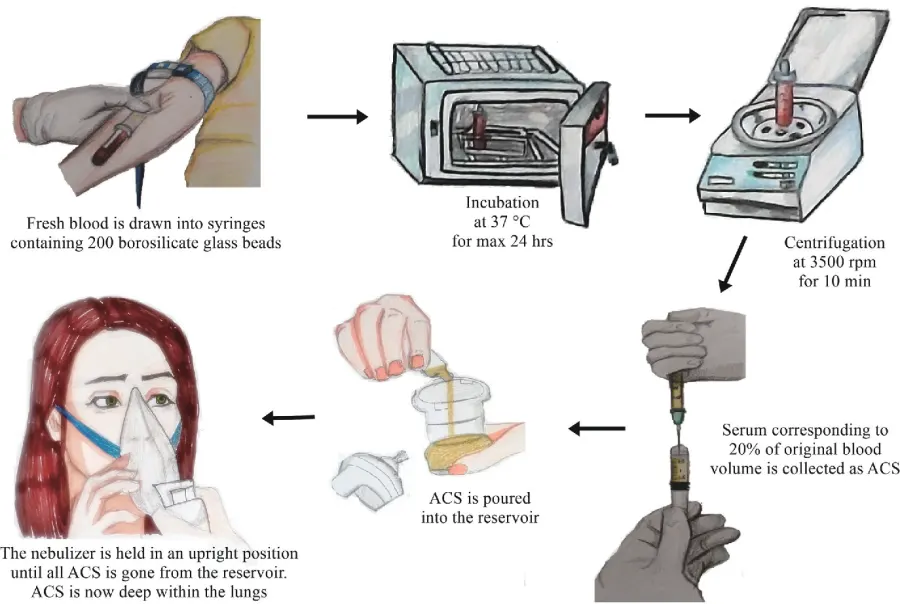 Fresh blood is drawn into syringes
containing 200 borosilicate glass beads
Incubation
at 37 °C
for max 24 hrs
Centrifugation
at 3500 rpm
for 10 min
Serum corresponding to
20% of original blood
volume is collected as ACS
ACS is poured
into the reservoir
The nebulizer is held in an upright position
until all ACS is gone from the reservoir.
ACS is now deep within the lungs